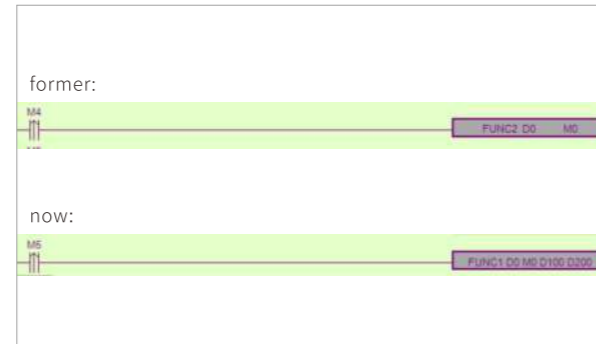 former:
M4
FUNC2 D0 M0
now:
M6
FUNC1 D0 M0 D100 D200